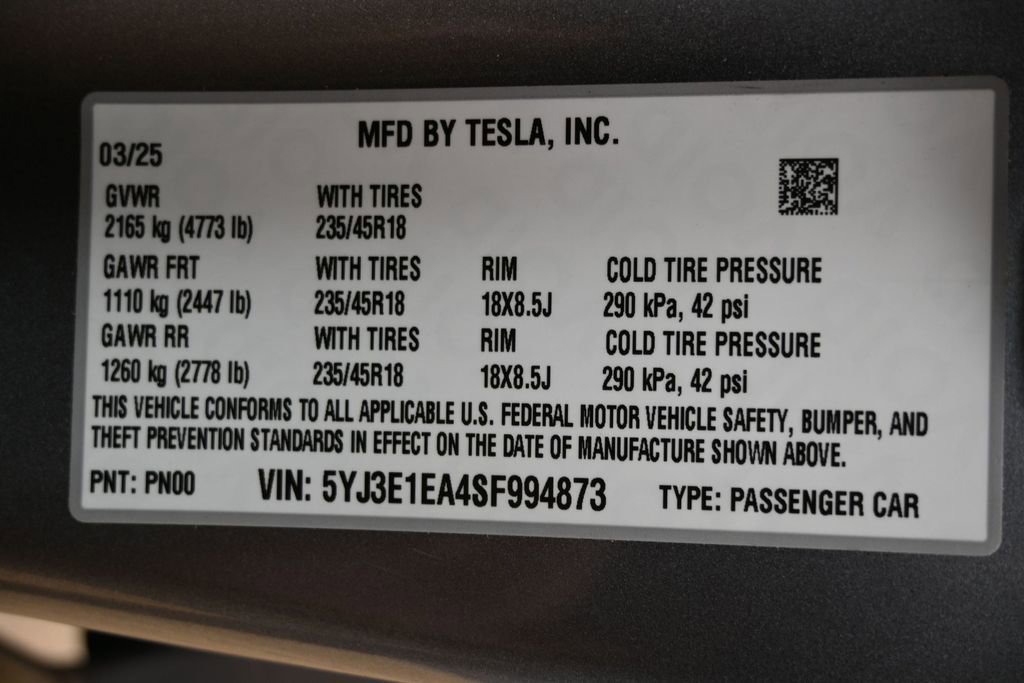 MFD BY TESLA, INC.
03/25
GVWR WITH TIRES
2165 kg (4773 lb) 235/45R18
GAWR FRT WITH TIRES RIM COLD TIRE PRESSURE
1110 kg (2447 lb) 235/45R18 18X8.5J 290 kPa, 42 psi
GAWR RR WITH TIRES RIM COLD TIRE PRESSURE
1260 kg (2778 lb) 235/45R18 18X8.5J 290 kPa, 42 psi
THIS VEHICLE CONFORMS TO ALL APPLICABLE U.S. FEDERAL MOTOR VEHICLE SAFETY, BUMPER, AND
THEFT PREVENTION STANDARDS IN EFFECT ON THE DATE OF MANUFACTURE SHOWN ABOVE.
PNT: PN00 VIN: 5YJ3E1EA4SF994873 TYPE: PASSENGER CAR